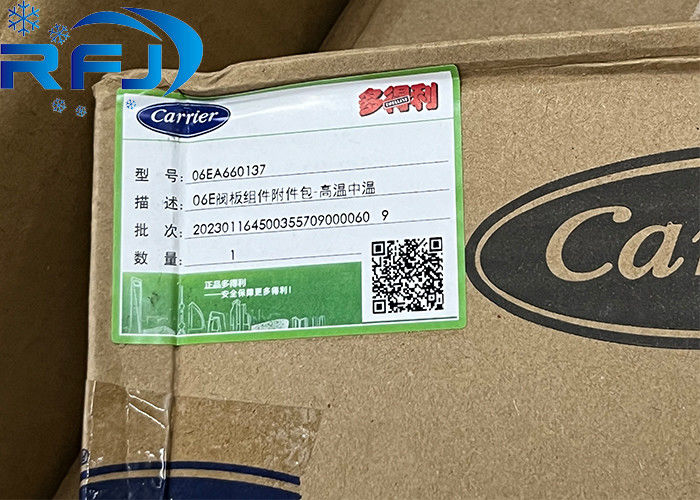 RFJ
Carrier
多得利
型号: 06EA660137
描述: 06E阀板组件附件包-高温中温
批次: 202301164500355709000060 9
数量: 1
正品多得利
——安全保障更多得利!
Ca